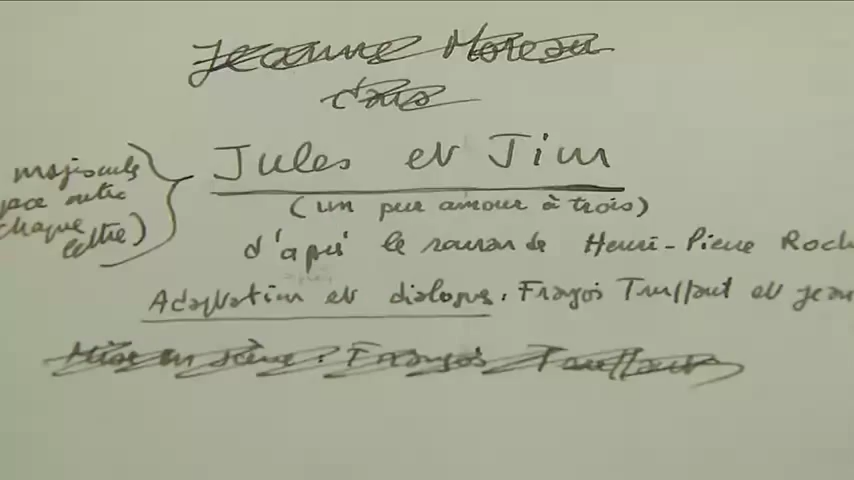 Jeanne Moreau
dans
Jules et Jim
(un pur amour à trois)
majuscules
espace entre
chaque
lettre)
d'après le roman de Henri-Pierre Roch
Adaptation et dialogue: François Truffaut et Jean
Mise en scène: François Truffaut